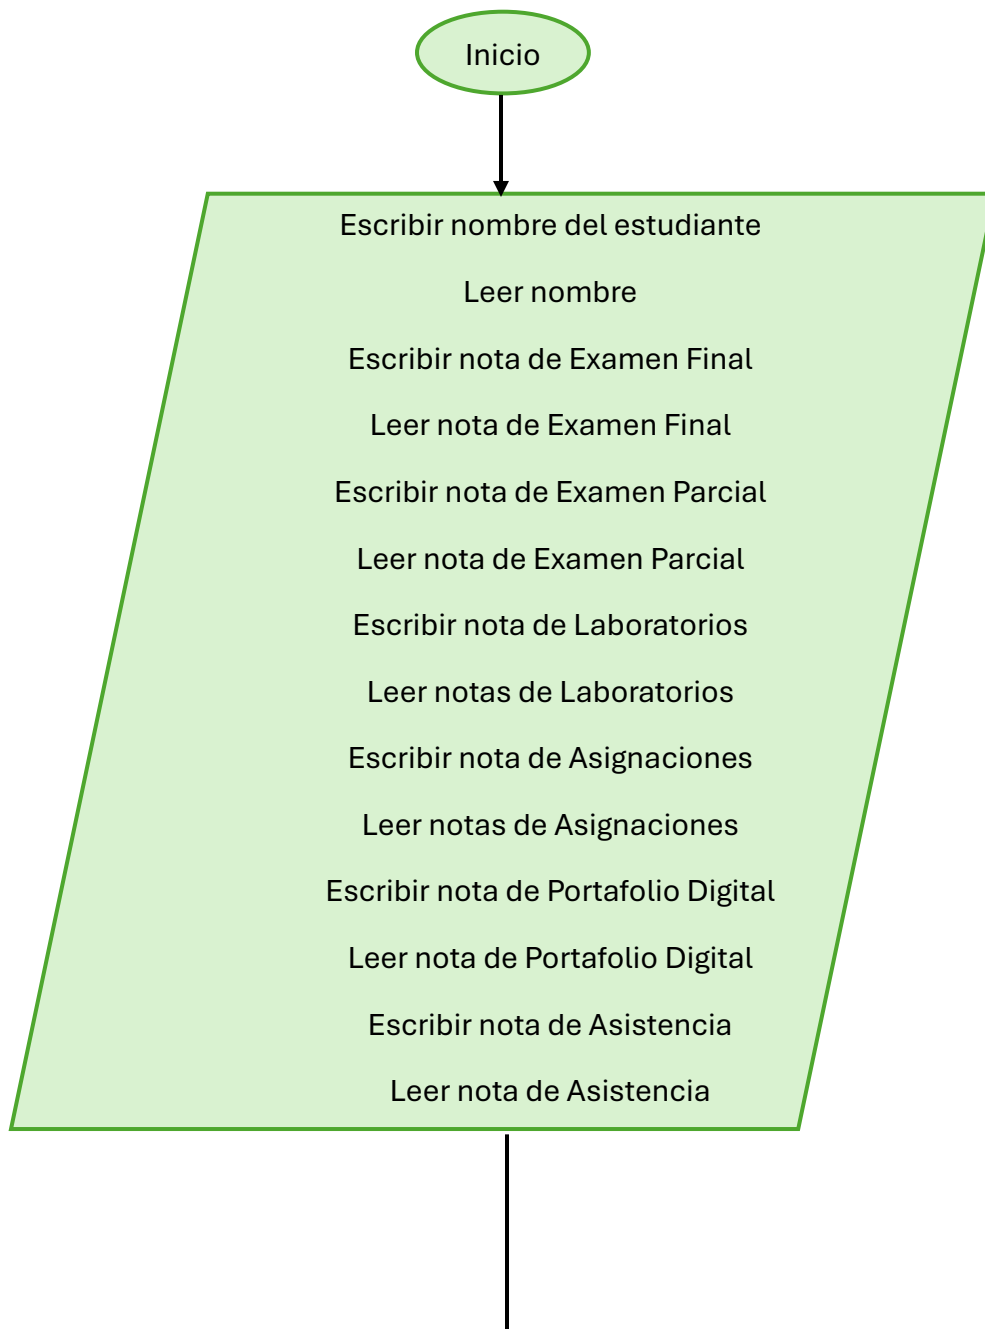 Inicio
Escribir nombre del estudiante
Leer nombre
Escribir nota de Examen Final
Leer nota de Examen Final
Escribir nota de Examen Parcial
Leer nota de Examen Parcial
Escribir nota de Laboratorios
Leer notas de Laboratorios
Escribir nota de Asignaciones
Leer notas de Asignaciones
Escribir nota de Portafolio Digital
Leer nota de Portafolio Digital
Escribir nota de Asistencia
Leer nota de Asistencia